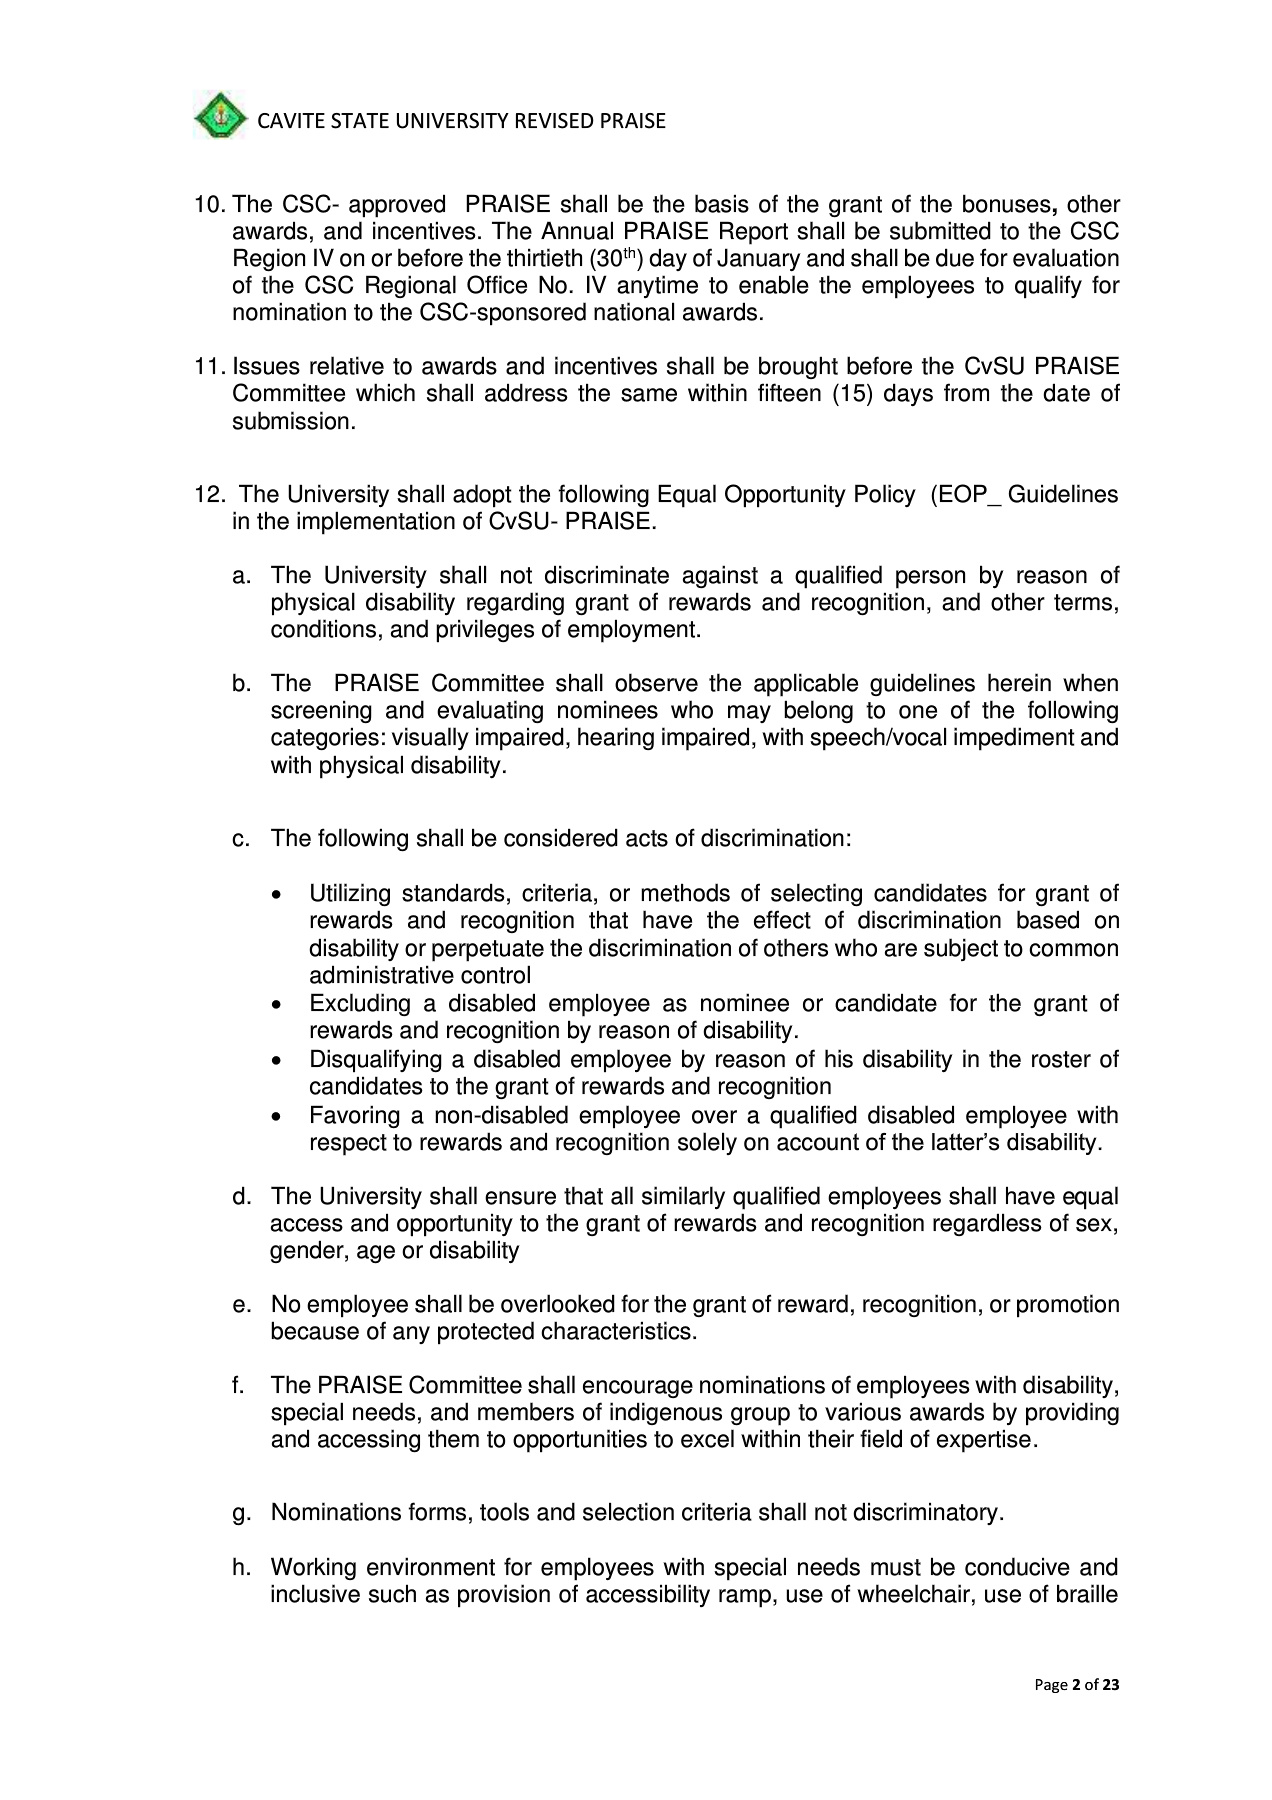 CAVITE STATE UNIVERSITY REVISED PRAISE
10. The CSC- approved  PRAISE shall be the basis of the grant of the bonuses, other
awards, and incentives. The Annual PRAISE Report shall be submitted to the CSC
Region IV on or before the thirtieth (30th) day of January and shall be due for evaluation
of the CSC Regional Office No. IV anytime to enable the employees to qualify for
nomination to the CSC-sponsored national awards.
11. Issues relative to awards and incentives shall be brought before the CvSU PRAISE
Committee which shall address the same within fifteen (15) days from the date of
submission.
12.  The University shall adopt the following Equal Opportunity Policy  (EOP_ Guidelines
in the implementation of CvSU- PRAISE.
a. The University shall not discriminate against a qualified person by reason of
physical disability regarding grant of rewards and recognition, and other terms,
conditions, and privileges of employment.
b. The  PRAISE Committee shall observe the applicable guidelines herein when
screening and evaluating nominees who may belong to one of the following
categories: visually impaired, hearing impaired, with speech/vocal impediment and
with physical disability.
c. The following shall be considered acts of discrimination:
• Utilizing standards, criteria, or methods of selecting candidates for grant of
rewards and recognition that have the effect of discrimination based on
disability or perpetuate the discrimination of others who are subject to common
administrative control
• Excluding a disabled employee as nominee or candidate for the grant of
rewards and recognition by reason of disability.
• Disqualifying a disabled employee by reason of his disability in the roster of
candidates to the grant of rewards and recognition
• Favoring a non-disabled employee over a qualified disabled employee with
respect to rewards and recognition solely on account of the latter’s disability.
d. The University shall ensure that all similarly qualified employees shall have equal
access and opportunity to the grant of rewards and recognition regardless of sex,
gender, age or disability
e. No employee shall be overlooked for the grant of reward, recognition, or promotion
because of any protected characteristics.
f. The PRAISE Committee shall encourage nominations of employees with disability,
special needs, and members of indigenous group to various awards by providing
and accessing them to opportunities to excel within their field of expertise.
g. Nominations forms, tools and selection criteria shall not discriminatory.
h. Working environment for employees with special needs must be conducive and
inclusive such as provision of accessibility ramp, use of wheelchair, use of braille
Page 2 of 23